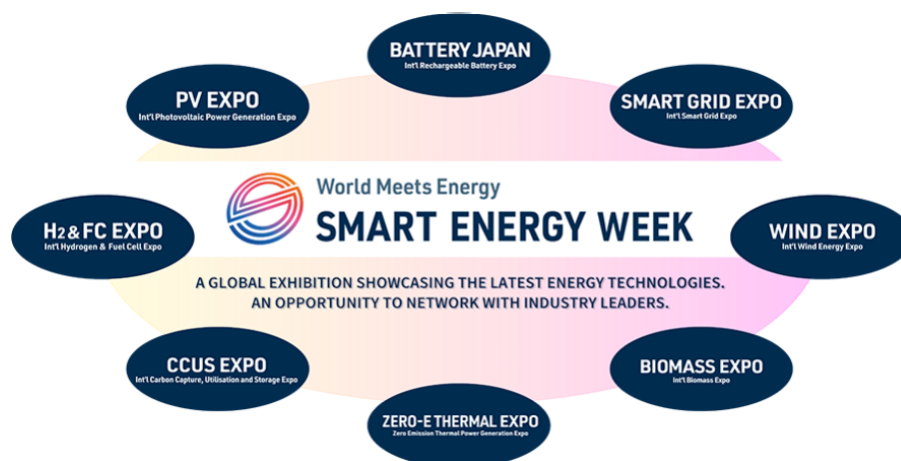 BATTERY JAPAN
Int'l Rechargeable Battery Expo
PV EXPO
Int'l Photovoltaic Power Generation Expo
SMART GRID EXPO
Int'l Smart Grid Expo
World Meets Energy
SMART ENERGY WEEK
H2 & FC EXPO
Int'l Hydrogen & Fuel Cell Expo
WIND EXPO
Int'l Wind Energy Expo
A GLOBAL EXHIBITION SHOWCASING THE LATEST ENERGY TECHNOLOGIES.
AN OPPORTUNITY TO NETWORK WITH INDUSTRY LEADERS.
CCUS EXPO
Int'l Carbon Capture, Utilisation and Storage Expo
BIOMASS EXPO
Int'l Biomass Expo
ZERO-E THERMAL EXPO
Zero Emission Thermal Power Generation Expo